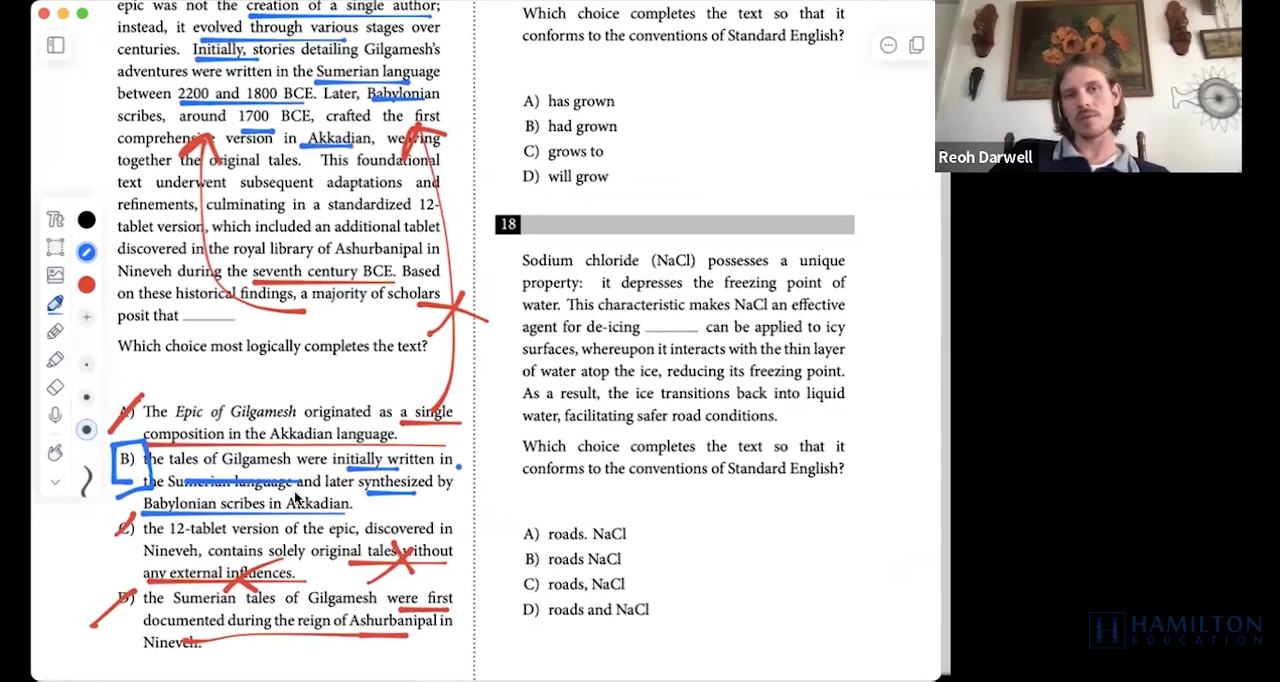 epic was not the creation of a single author;
instead, it evolved through various stages over
centuries. Initially, stories detailing Gilgamesh's
adventures were written in the Sumerian language
between 2200 and 1800 BCE. Later, Babylonian
scribes, around 1700 BCE, crafted the first
comprehensive version in Akkadian, weaving
together the original tales. This foundational
text underwent subsequent adaptations and
refinements, culminating in a standardized 12-
tablet version, which included an additional tablet
discovered in the royal library of Ashurbanipal in
Nineveh during the seventh century BCE. Based
on these historical findings, a majority of scholars
posit that ______
Which choice most logically completes the text?
A) The Epic of Gilgamesh originated as a single
composition in the Akkadian language.
B) the tales of Gilgamesh were initially written in
the Sumerian language and later synthesized by
Babylonian scribes in Akkadian.
C) the 12-tablet version of the epic, discovered in
Nineveh, contains solely original tales without
any external influences.
D) the Sumerian tales of Gilgamesh were first
documented during the reign of Ashurbanipal in
Nineveh.
Which choice completes the text so that it
conforms to the conventions of Standard English?
A) has grown
B) had grown
C) grows to
D) will grow
18
Sodium chloride (NaCl) possesses a unique
property: it depresses the freezing point of
water. This characteristic makes NaCl an effective
agent for de-icing ______ can be applied to icy
surfaces, whereupon it interacts with the thin layer
of water atop the ice, reducing its freezing point.
As a result, the ice transitions back into liquid
water, facilitating safer road conditions.
Which choice completes the text so that it
conforms to the conventions of Standard English?
A) roads. NaCl
B) roads NaCl
C) roads, NaCl
D) roads and NaCl
Reoh Darwell
HAMILTON
EDUCATION
Tt